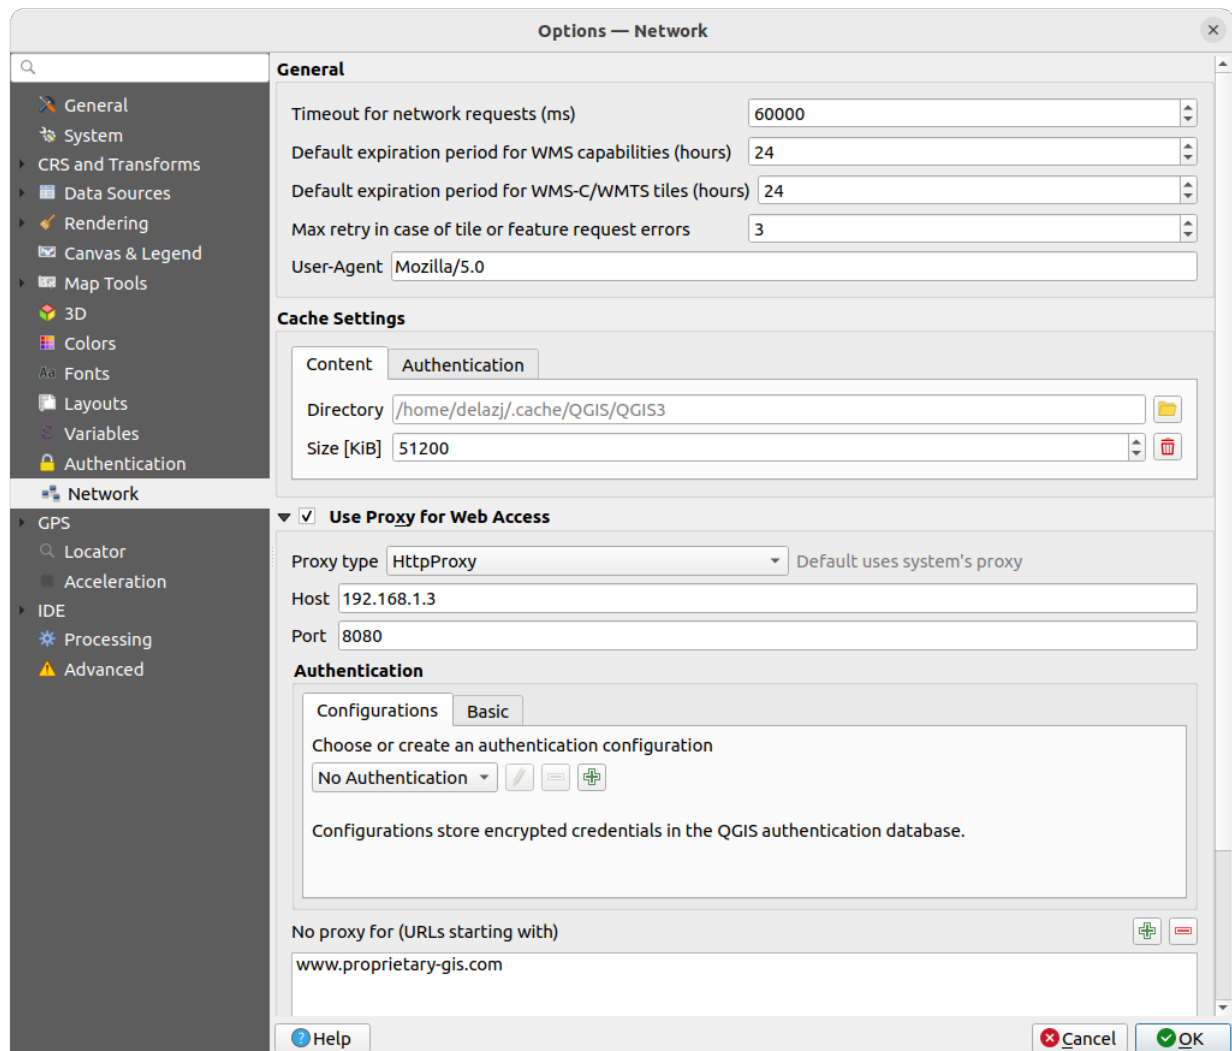 Options — Network
General
System
CRS and Transforms
Data Sources
Rendering
Canvas & Legend
Map Tools
3D
Colors
Fonts
Layouts
Variables
Authentication
Network
GPS
Locator
Acceleration
IDE
Processing
Advanced
General
Timeout for network requests (ms) 60000
Default expiration period for WMS capabilities (hours) 24
Default expiration period for WMS-C/WMTS tiles (hours) 24
Max retry in case of tile or feature request errors 3
User-Agent Mozilla/5.0
Cache Settings
Content Authentication
Directory /home/delazj/.cache/QGIS/QGIS3
Size [KiB] 51200
Use Proxy for Web Access
Proxy type HttpProxy Default uses system's proxy
Host 192.168.1.3
Port 8080
Authentication
Configurations Basic
Choose or create an authentication configuration
No Authentication
Configurations store encrypted credentials in the QGIS authentication database.
No proxy for (URLs starting with)
www.proprietary-gis.com
Help Cancel OK